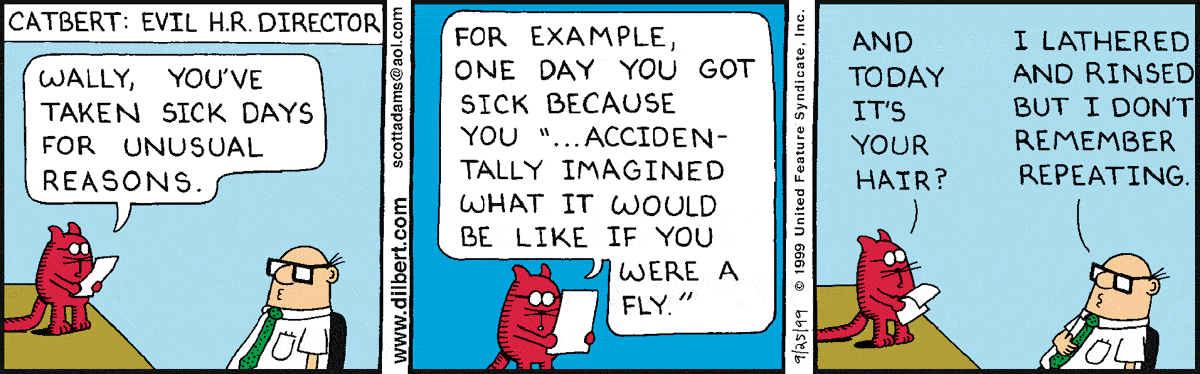 CATBERT: EVIL H.R. DIRECTOR
WALLY, YOU'VE
TAKEN SICK DAYS
FOR UNUSUAL
REASONS.
www.dilbert.com
scottadams@aol.com
FOR EXAMPLE,
ONE DAY YOU GOT
SICK BECAUSE
YOU "...ACCIDEN-
TALLY IMAGINED
WHAT IT WOULD
BE LIKE IF YOU
WERE A
FLY."
9/25/99 © 1999 United Feature Syndicate, Inc.
AND
TODAY
IT'S
YOUR
HAIR?
I LATHERED
AND RINSED
BUT I DON'T
REMEMBER
REPEATING.